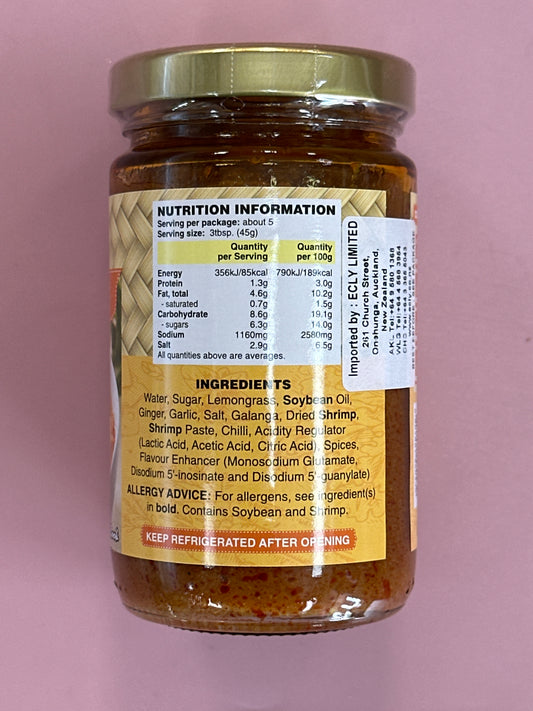 NUTRITION INFORMATION
Serving per package: about 5
Serving size: 3tbsp. (45g)
Quantity per Serving Quantity per 100g
Energy 356kJ/85kcal 790kJ/189kcal
Protein 1.3g 3.0g
Fat, total 4.6g 10.2g
- saturated 0.7g 1.5g
Carbohydrate 8.6g 19.1g
- sugars 6.3g 14.0g
Sodium 1160mg 2580mg
Salt 2.9g 6.5g
All quantities above are averages.
INGREDIENTS
Water, Sugar, Lemongrass, Soybean Oil,
Ginger, Garlic, Salt, Galanga, Dried Shrimp,
Shrimp Paste, Chilli, Acidity Regulator
(Lactic Acid, Acetic Acid, Citric Acid), Spices,
Flavour Enhancer (Monosodium Glutamate,
Disodium 5'-inosinate and Disodium 5'-guanylate)
ALLERGY ADVICE: For allergens, see ingredient(s)
in bold. Contains Soybean and Shrimp.
KEEP REFRIGERATED AFTER OPENING
Imported by : ECLY LIMITED
261 Church Street,
Onehunga, Auckland,
New Zealand